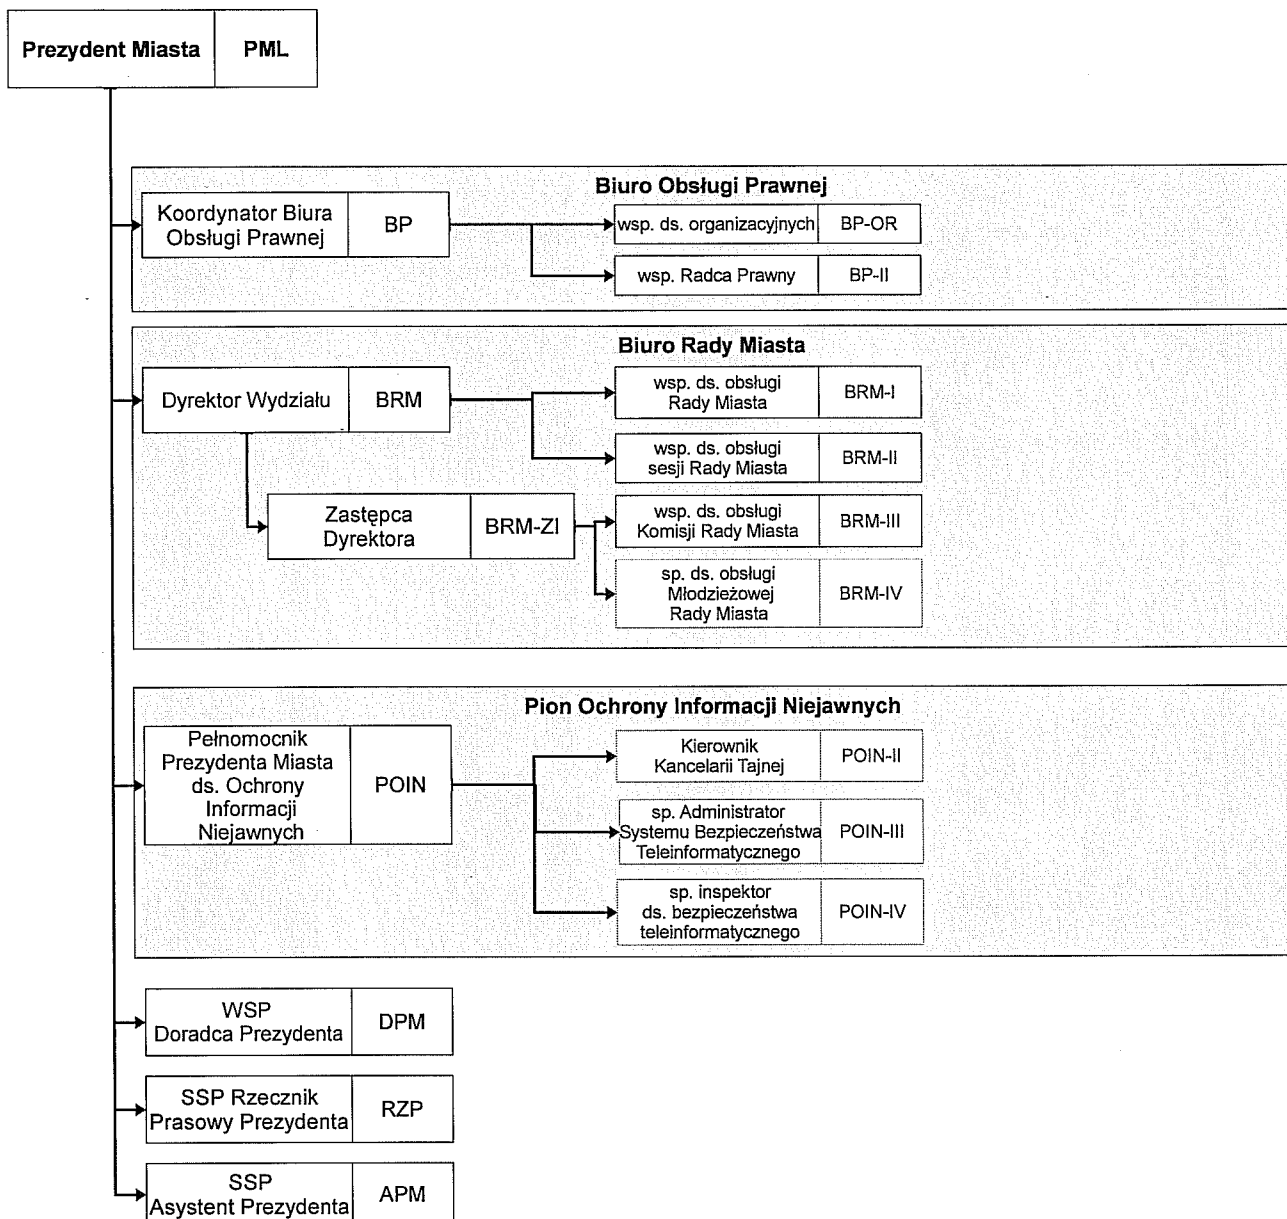 Prezydent Miasta PML
Biuro Obsługi Prawnej
Koordynator Biura
Obsługi Prawnej
BP
wsp. ds. organizacyjnych BP-OR
wsp. Radca Prawny BP-II
Biuro Rady Miasta
Dyrektor Wydziału BRM
wsp. ds. obsługi
Rady Miasta
BRM-I
wsp. ds. obsługi
sesji Rady Miasta
BRM-II
Zastępca
Dyrektora
BRM-ZI
wsp. ds. obsługi
Komisji Rady Miasta
BRM-III
sp. ds. obsługi
Młodzieżowej
Rady Miasta
BRM-IV
Pion Ochrony Informacji Niejawnych
Pełnomocnik
Prezydenta Miasta
ds. Ochrony
Informacji
Niejawnych
POIN
Kierownik
Kancelarii Tajnej
POIN-II
sp. Administrator
Systemu Bezpieczeństwa
Teleinformatycznego
POIN-III
sp. inspektor
ds. bezpieczeństwa
teleinformatycznego
POIN-IV
WSP
Doradca Prezydenta
DPM
SSP Rzecznik
Prasowy Prezydenta
RZP
SSP
Asystent Prezydenta
APM